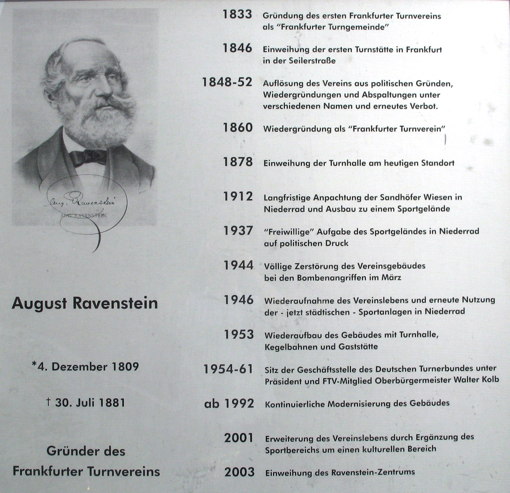 Aug. Ravenstein
August Ravenstein
*4. Dezember 1809
† 30. Juli 1881
Gründer des
Frankfurter Turnvereins
1833 Gründung des ersten Frankfurter Turnvereins
als "Frankfurter Turngemeinde"
1846 Einweihung der ersten Turnstätte in Frankfurt
in der Seilerstraße
1848-52 Auflösung des Vereins aus politischen Gründen,
Wiedergründungen und Abspaltungen unter
verschiedenen Namen und erneutes Verbot.
1860 Wiedergründung als "Frankfurter Turnverein"
1878 Einweihung der Turnhalle am heutigen Standort
1912 Langfristige Anpachtung der Sandhöfer Wiesen in
Niederrad und Ausbau zu einem Sportgelände
1937 "Freiwillige" Aufgabe des Sportgeländes in Niederrad
auf politischen Druck
1944 Völlige Zerstörung des Vereinsgebäudes
bei den Bombenangriffen im März
1946 Wiederaufnahme des Vereinslebens und erneute Nutzung
der - jetzt städtischen - Sportanlagen in Niederrad
1953 Wiederaufbau des Gebäudes mit Turnhalle,
Kegelbahnen und Gaststätte
1954-61 Sitz der Geschäftsstelle des Deutschen Turnerbundes unter
Präsident und FTV-Mitglied Oberbürgermeister Walter Kolb
ab 1992 Kontinuierliche Modernisierung des Gebäudes
2001 Erweiterung des Vereinslebens durch Ergänzung des
Sportbereichs um einen kulturellen Bereich
2003 Einweihung des Ravenstein-Zentrums